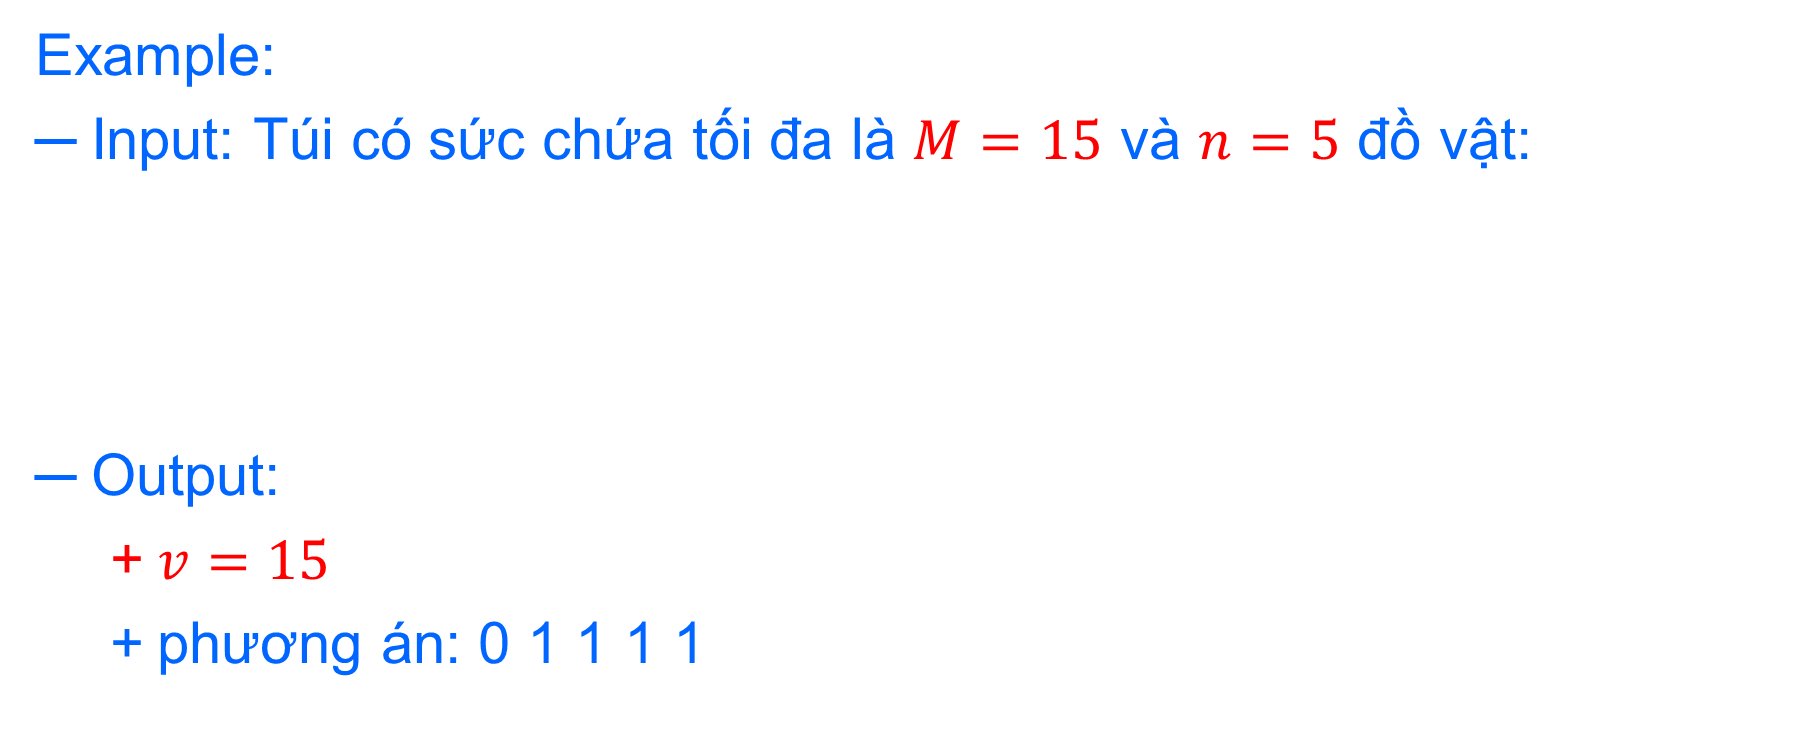 Example:
─ Input: Túi có sức chứa tối đa là M = 15 và n = 5 đồ vật:
─ Output:
+ v = 15
+ phương án: 0 1 1 1 1